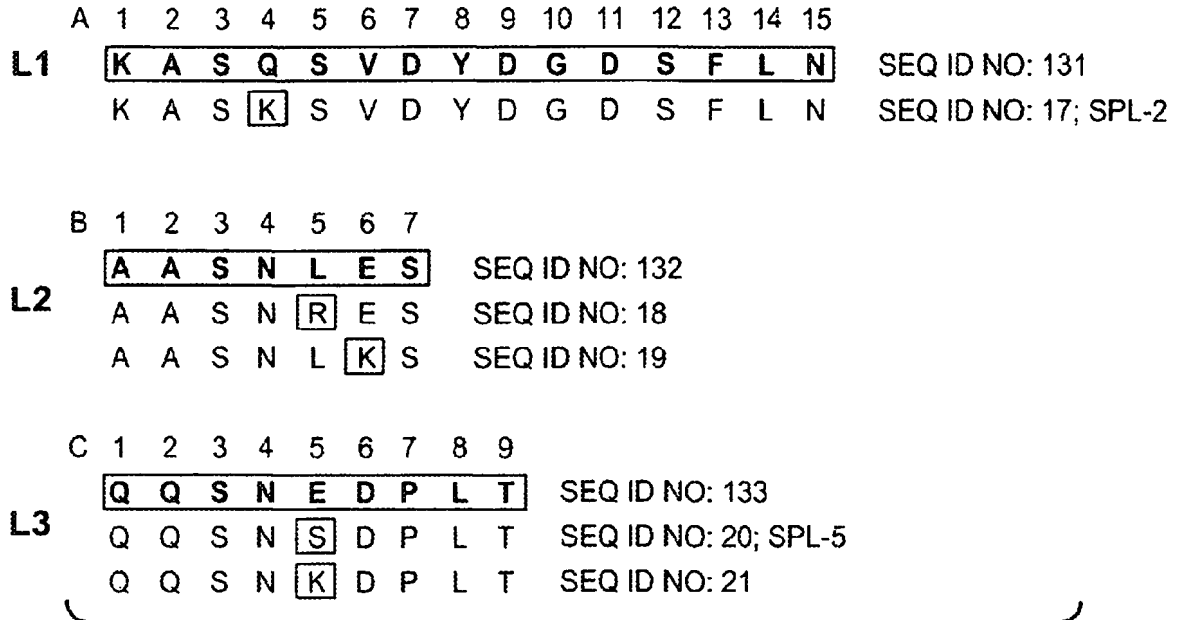 A 1 2 3 4 5 6 7 8 9 10 11 12 13 14 15
L1 K A S Q S V D Y D G D S F L N SEQ ID NO: 131
K A S K S V D Y D G D S F L N SEQ ID NO: 17; SPL-2
B 1 2 3 4 5 6 7
A A S N L E S SEQ ID NO: 132
L2 A A S N R E S SEQ ID NO: 18
A A S N L K S SEQ ID NO: 19
C 1 2 3 4 5 6 7 8 9
Q Q S N E D P L T SEQ ID NO: 133
L3 Q Q S N S D P L T SEQ ID NO: 20; SPL-5
Q Q S N K D P L T SEQ ID NO: 21